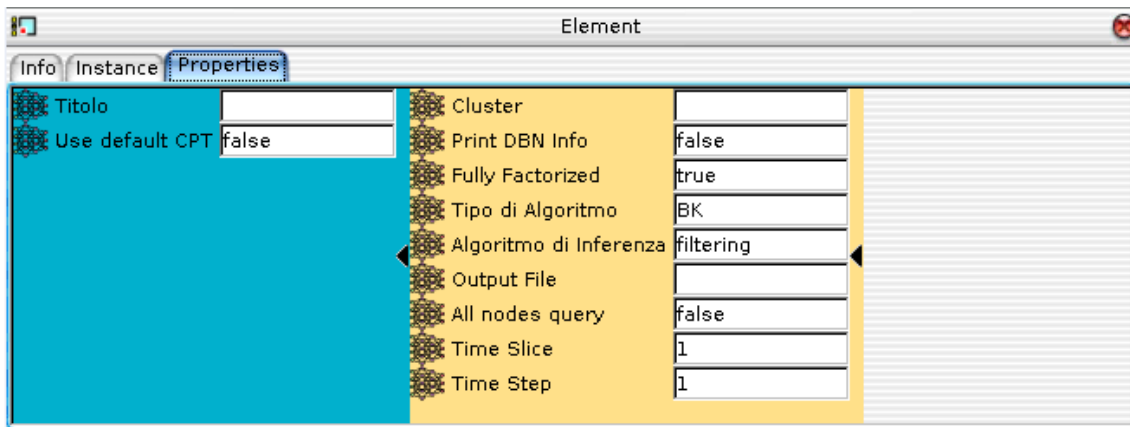 Element
Info Instance Properties
Titolo
Use default CPT false
Cluster
Print DBN Info false
Fully Factorized true
Tipo di Algoritmo BK
Algoritmo di Inferenza filtering
Output File
All nodes query false
Time Slice 1
Time Step 1